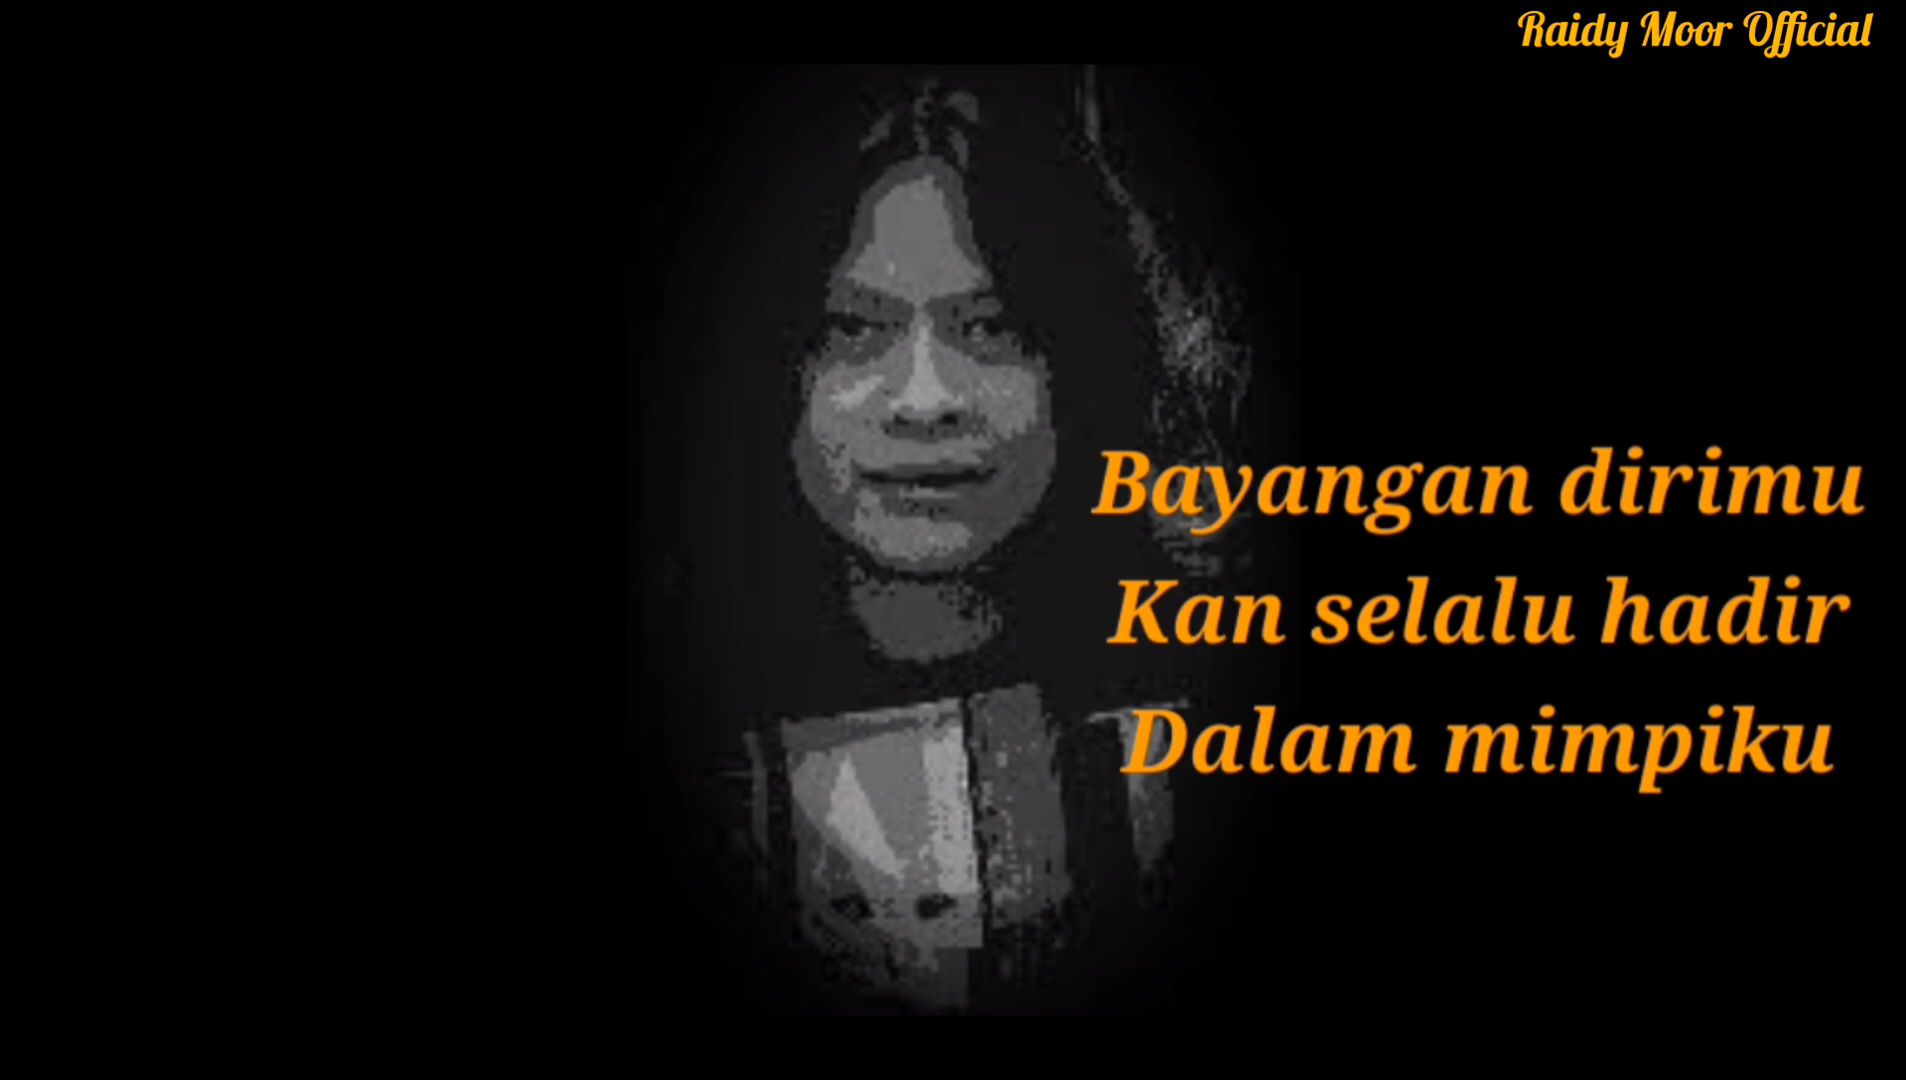 Raidy Moor Official
Bayangan dirimu
Kan selalu hadir
Dalam mimpiku